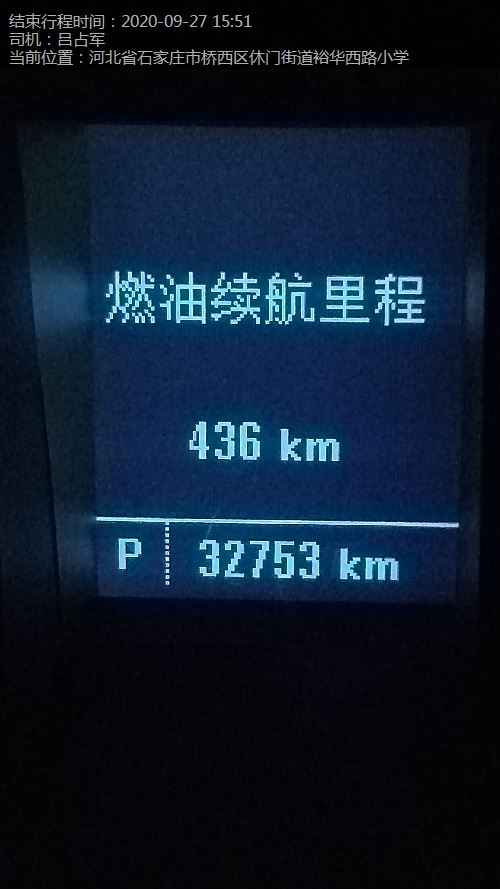 结束行程时间：2020-09-27 15:51
司机：吕占军
当前位置：河北省石家庄市桥西区休门街道裕华西路小学
燃油续航里程
436 km
P 32753 km